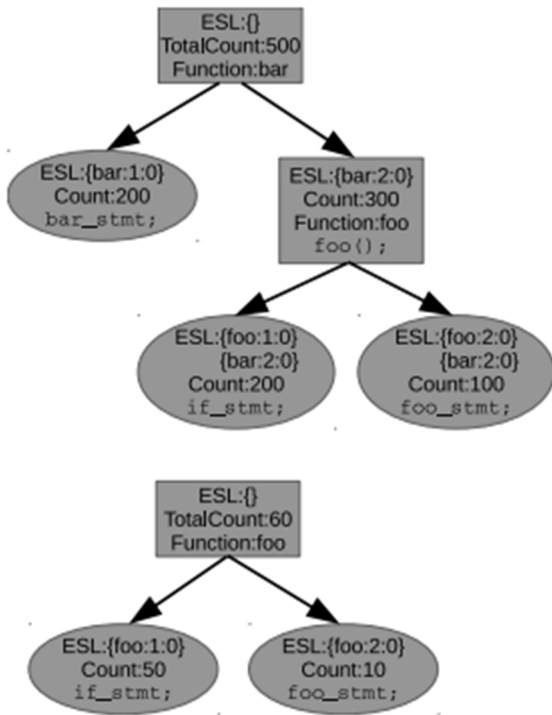 ESL:{}
TotalCount:500
Function:bar
ESL:{bar:1:0}
Count:200
bar_stmt;
ESL:{bar:2:0}
Count:300
Function:foo
foo();
ESL:{foo:1:0}
{bar:2:0}
Count:200
if_stmt;
ESL:{foo:2:0}
{bar:2:0}
Count:100
foo_stmt;
ESL:{}
TotalCount:60
Function:foo
ESL:{foo:1:0}
Count:50
if_stmt;
ESL:{foo:2:0}
Count:10
foo_stmt;